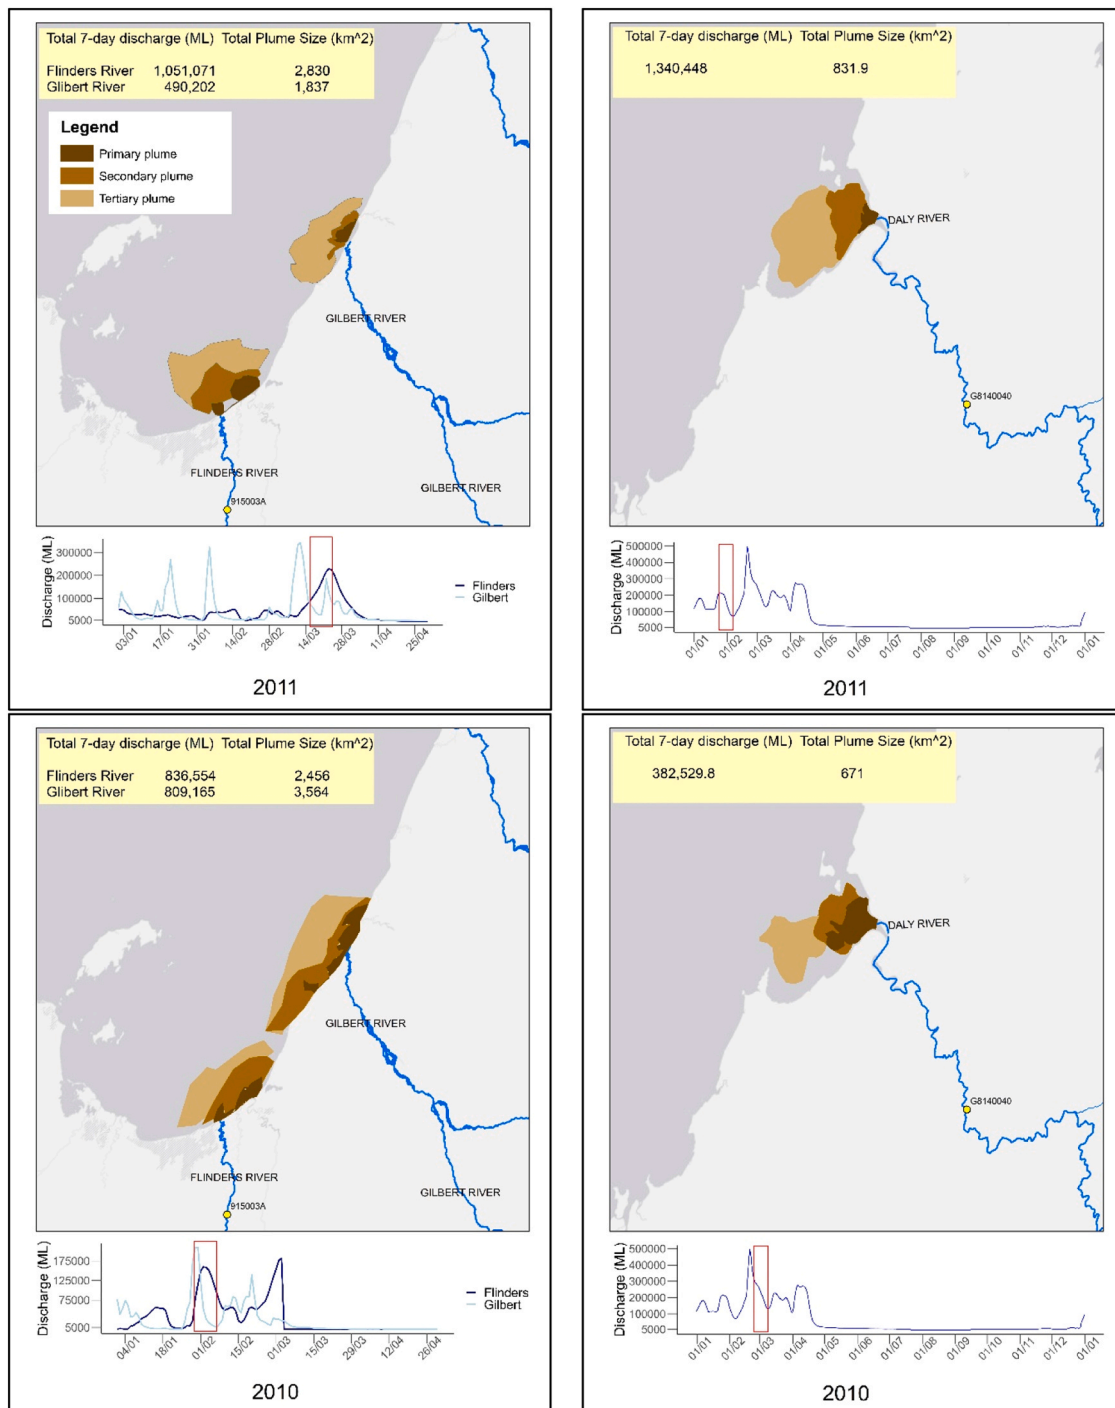 Total 7-day discharge (ML) Total Plume Size (km^2)
Flinders River 1,051,071 2,830
Glibert River 490,202 1,837
Legend
Primary plume
Secondary plume
Tertiary plume
GILBERT RIVER
FLINDERS RIVER
GILBERT RIVER
915003A
Discharge (ML)
300000
200000
100000
5000
03/01 17/01 31/01 14/02 28/02 14/03 28/03 11/04 25/04
Flinders
Gilbert
2011
Total 7-day discharge (ML) Total Plume Size (km^2)
1,340,448 831.9
DALY RIVER
G8140040
Discharge (ML)
500000
400000
300000
200000
100000
5000
01/01 01/02 01/03 01/04 01/05 01/06 01/07 01/08 01/09 01/10 01/11 01/12 01/01
2011
Total 7-day discharge (ML) Total Plume Size (km^2)
Flinders River 836,554 2,456
Glibert River 809,165 3,564
GILBERT RIVER
FLINDERS RIVER
GILBERT RIVER
915003A
Discharge (ML)
175000
125000
75000
5000
04/01 18/01 01/02 15/02 01/03 15/03 29/03 12/04 26/04
Flinders
Gilbert
2010
Total 7-day discharge (ML) Total Plume Size (km^2)
382,529.8 671
DALY RIVER
G8140040
Discharge (ML)
500000
400000
300000
200000
100000
5000
01/01 01/02 01/03 01/04 01/05 01/06 01/07 01/08 01/09 01/10 01/11 01/12 01/01
2010